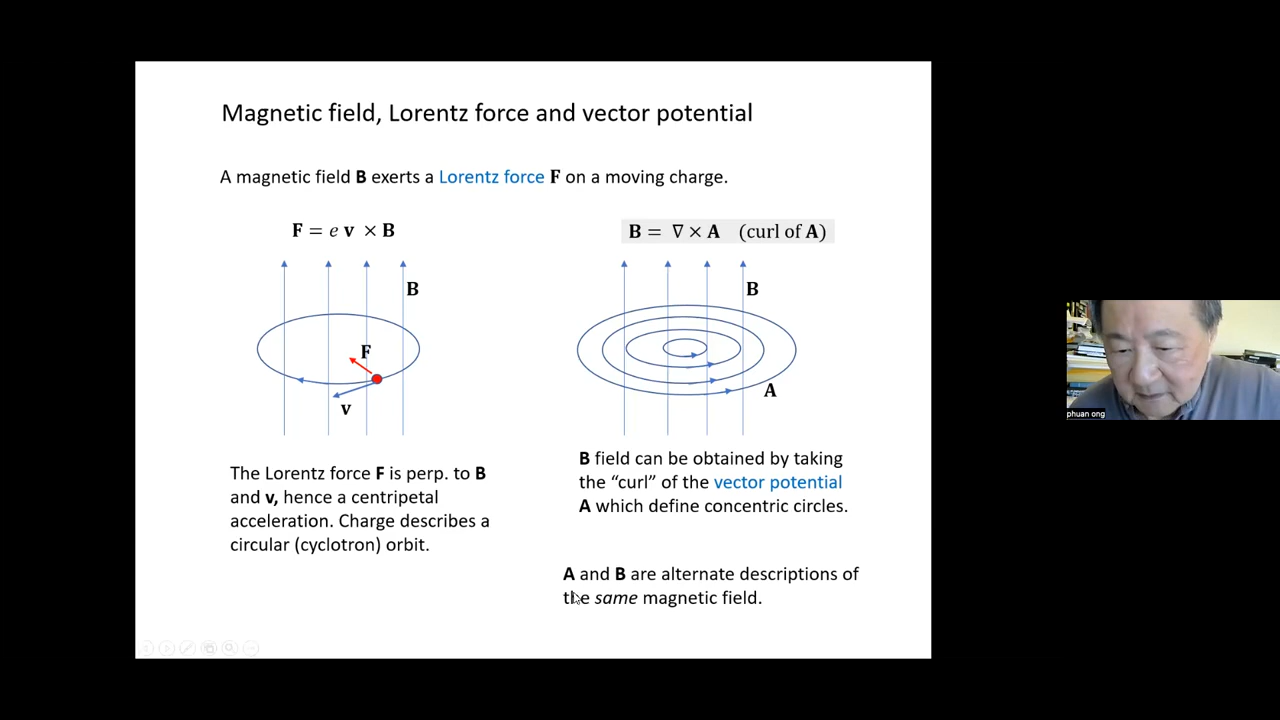 Magnetic field, Lorentz force and vector potential
A magnetic field B exerts a Lorentz force F on a moving charge.
F = e v × B
B
F
v
The Lorentz force F is perp. to B
and v, hence a centripetal
acceleration. Charge describes a
circular (cyclotron) orbit.
B = ∇ × A (curl of A)
B
A
B field can be obtained by taking
the “curl” of the vector potential
A which define concentric circles.
A and B are alternate descriptions of
the same magnetic field.
phuan ong